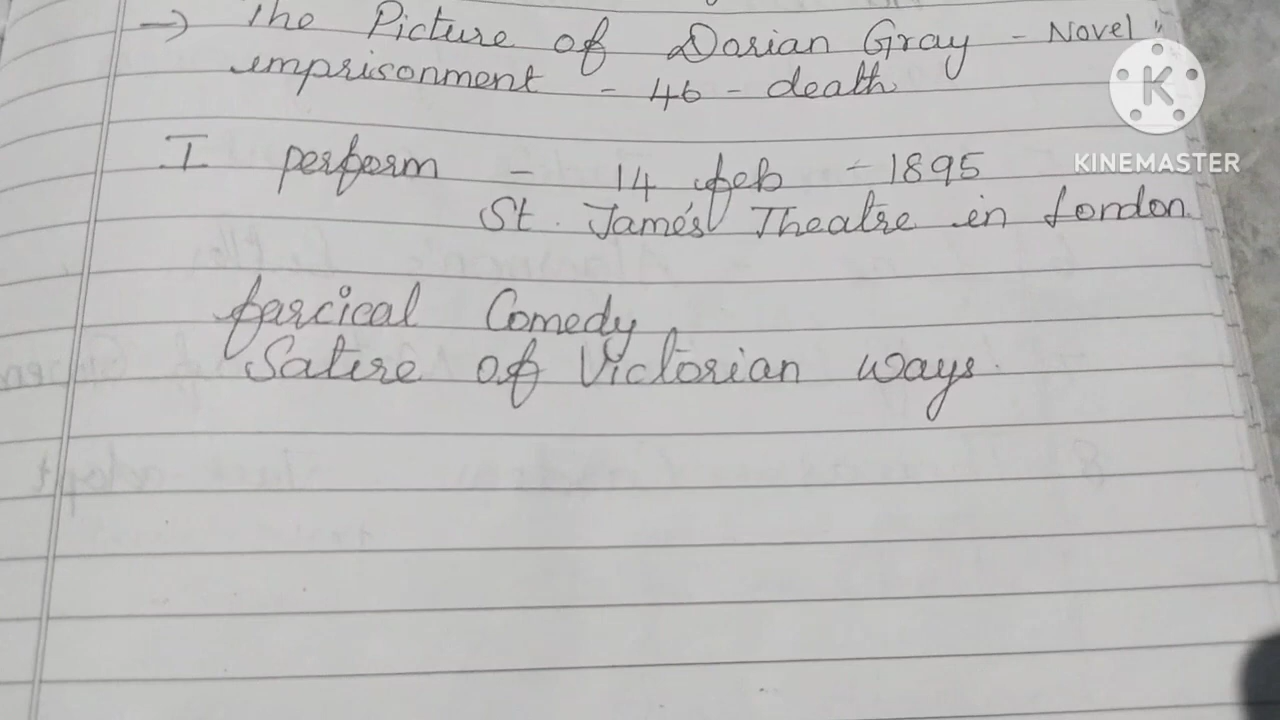 → The Picture of Dorian Gray - Novel"
imprisonment - 46 - death
I perform - 14 feb - 1895
St. James' Theatre in London
farcical Comedy
Satire of Victorian ways.
K
KINEMASTER